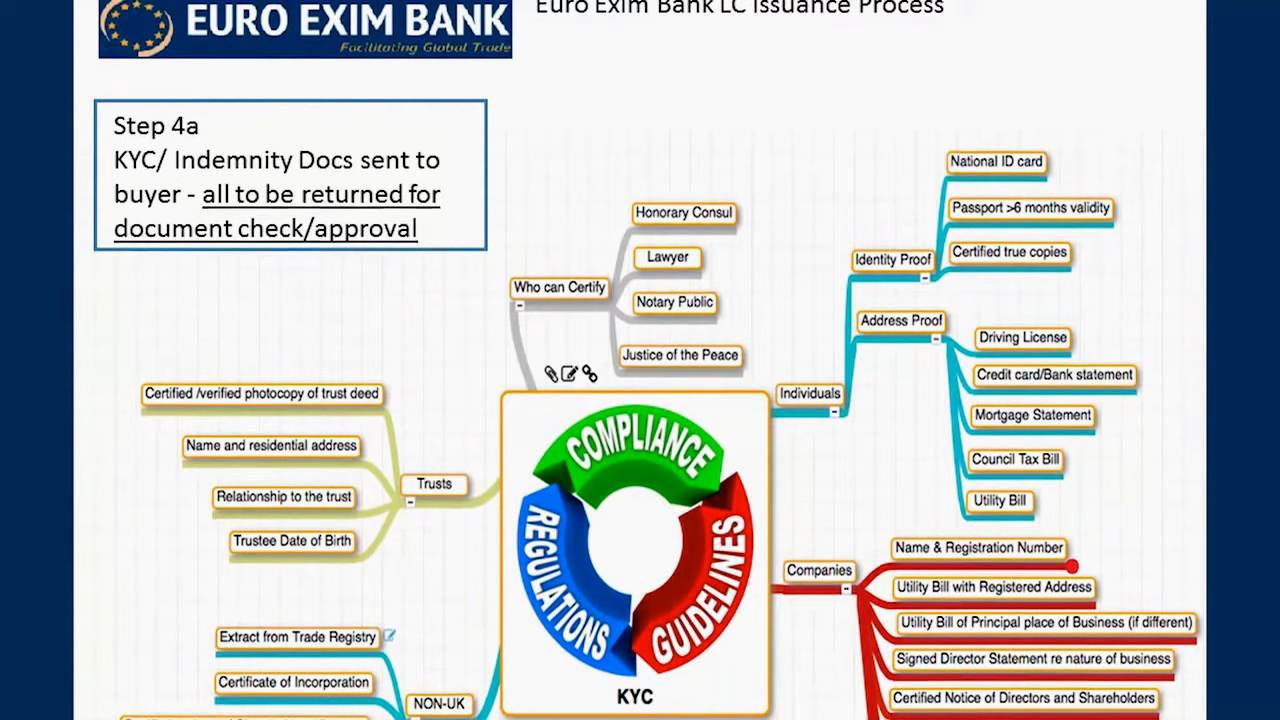 EURO EXIM BANK
Facilitating Global Trade
Euro Exim Bank LC Issuance Process
Step 4a
KYC/ Indemnity Docs sent to
buyer - all to be returned for
document check/approval
Who can Certify
Honorary Consul
Lawyer
Notary Public
Justice of the Peace
Individuals
Identity Proof
National ID card
Passport >6 months validity
Certified true copies
Address Proof
Driving License
Credit card/Bank statement
Mortgage Statement
Council Tax Bill
Utility Bill
Trusts
Certified /verified photocopy of trust deed
Name and residential address
Relationship to the trust
Trustee Date of Birth
COMPLIANCE
REGULATIONS
GUIDELINES
KYC
Companies
Name & Registration Number
Utility Bill with Registered Address
Utility Bill of Principal place of Business (if different)
Signed Director Statement re nature of business
Certified Notice of Directors and Shareholders
NON-UK
Extract from Trade Registry
Certificate of Incorporation